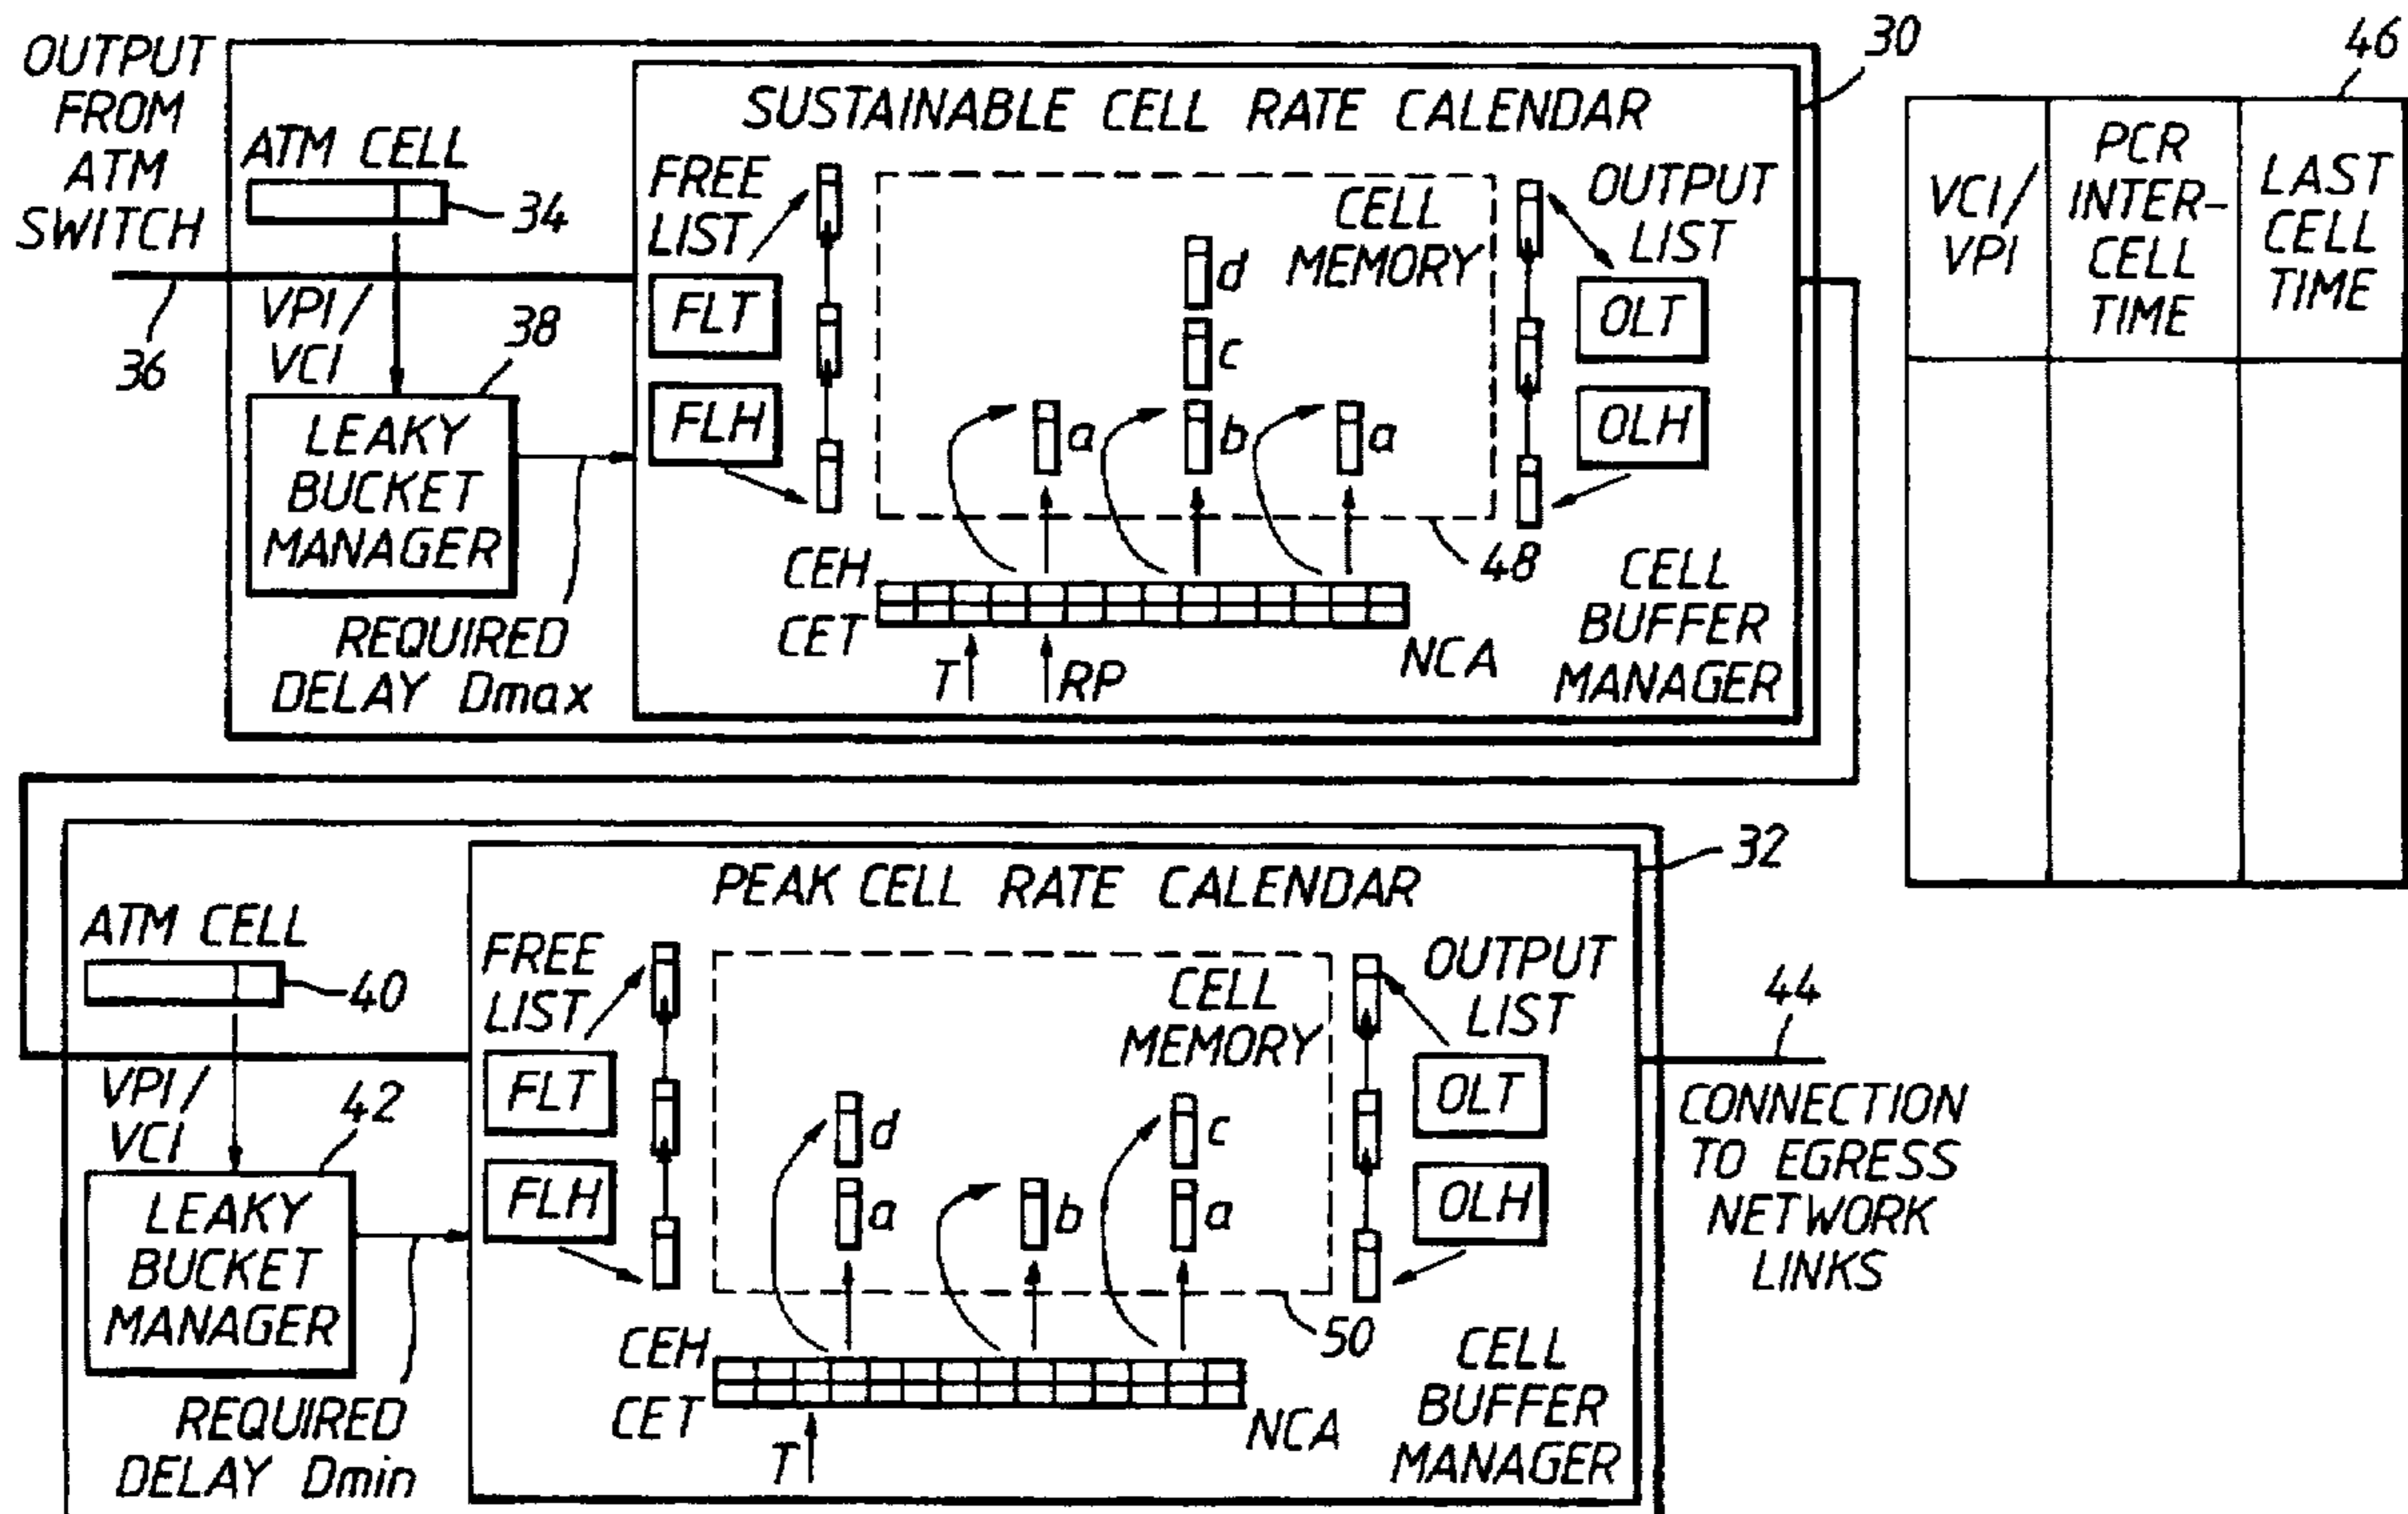 OUTPUT
FROM
ATM
SWITCH
36
ATM CELL
34
VPI/
VCI
38
LEAKY
BUCKET
MANAGER
REQUIRED
DELAY Dmax
30
SUSTAINABLE CELL RATE CALENDAR
FREE
LIST
FLT
FLH
CELL
MEMORY
d
c
a
b
a
48
OUTPUT
LIST
OLT
OLH
CEH
CET
T
RP
NCA
CELL
BUFFER
MANAGER
46
VCI/
VPI
PCR
INTER-
CELL
TIME
LAST
CELL
TIME
32
PEAK CELL RATE CALENDAR
ATM CELL
40
VPI/
VCI
42
LEAKY
BUCKET
MANAGER
REQUIRED
DELAY Dmin
FREE
LIST
FLT
FLH
CELL
MEMORY
d
a
b
c
a
50
OUTPUT
LIST
OLT
OLH
CEH
CET
T
NCA
CELL
BUFFER
MANAGER
44
CONNECTION
TO EGRESS
NETWORK
LINKS